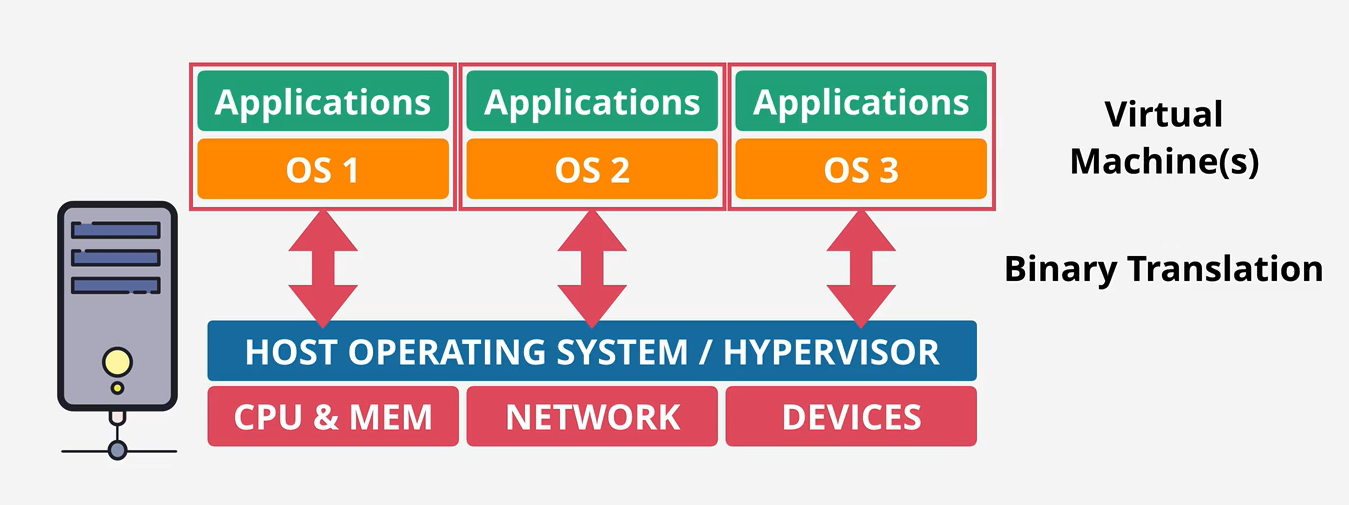 Applications
Applications
Applications
OS 1
OS 2
OS 3
Virtual
Machine(s)
Binary Translation
HOST OPERATING SYSTEM / HYPERVISOR
CPU & MEM
NETWORK
DEVICES